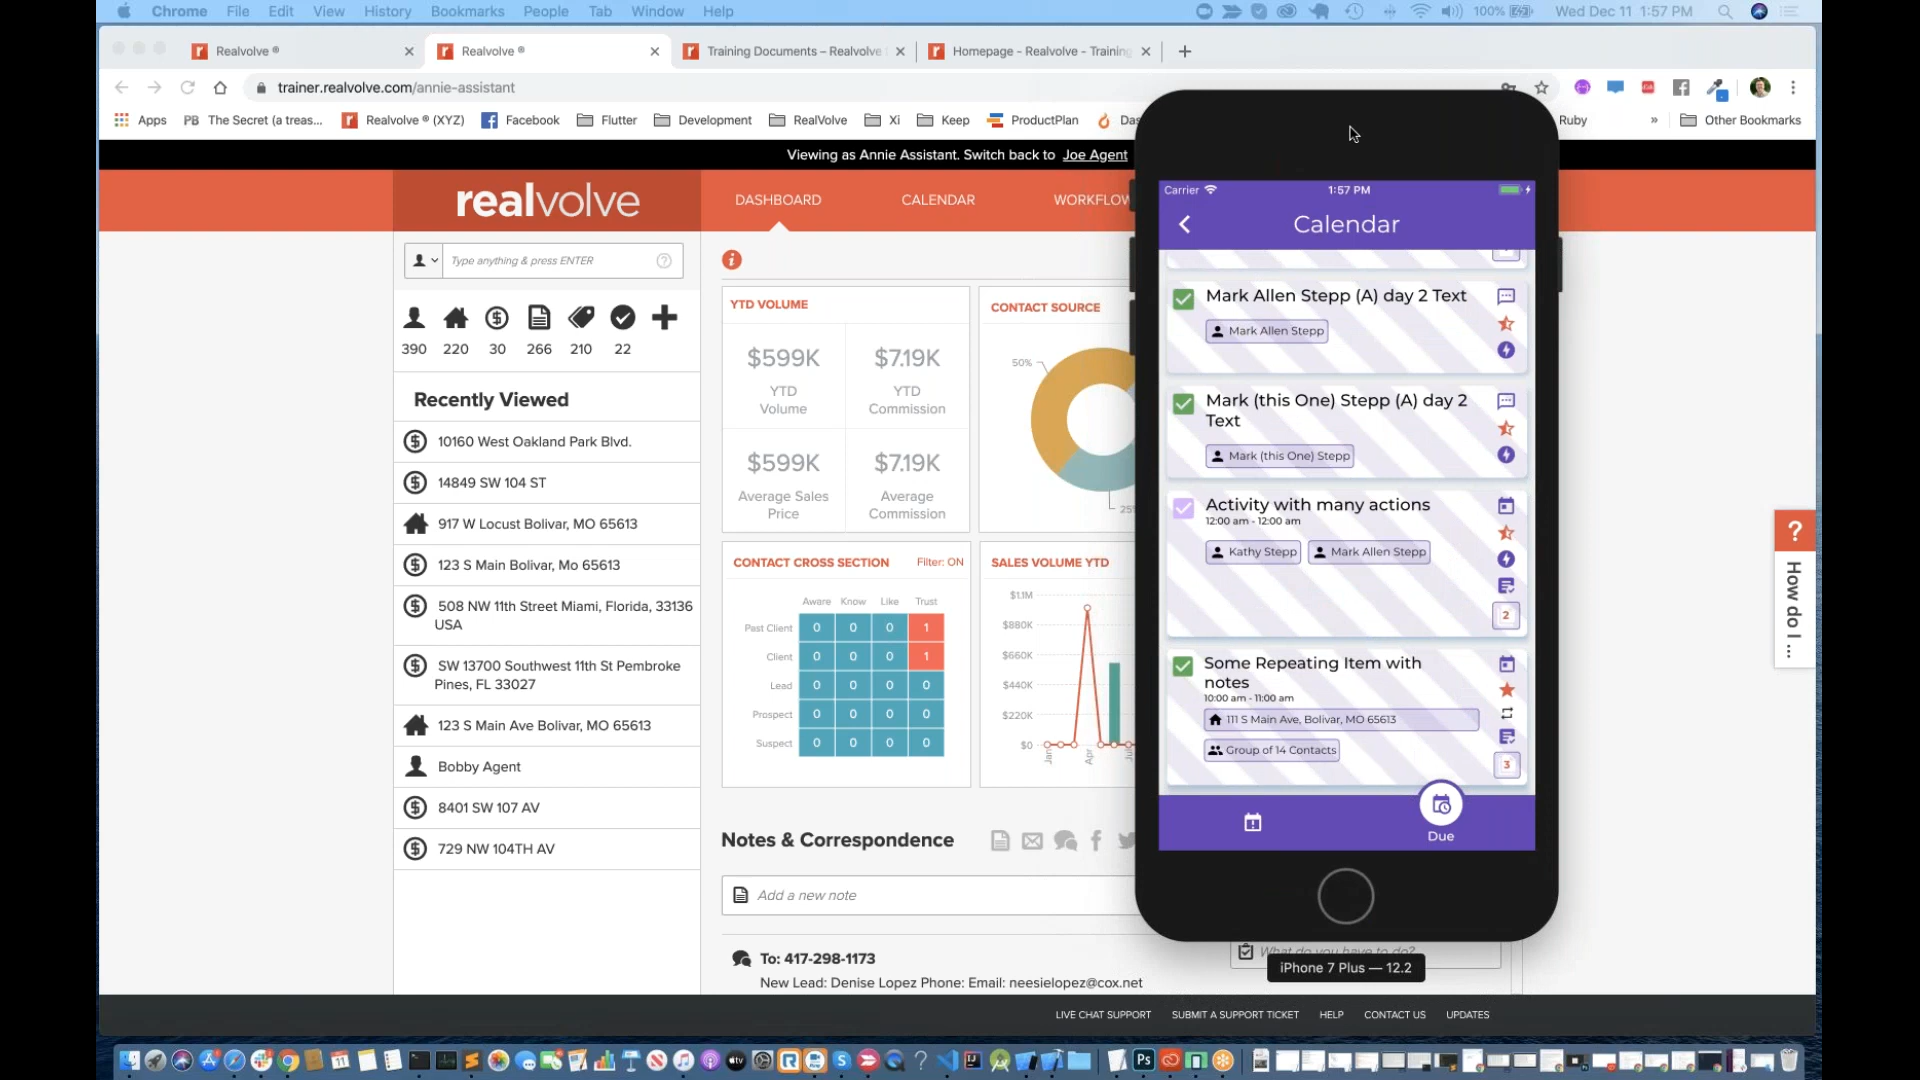 Chrome File Edit View History Bookmarks People Tab Window Help 100% Wed Dec 11 1:57 PM
Realvolve ® Realvolve ® Training Documents – Realvolve Homepage - Realvolve - Training
trainer.realvolve.com/annie-assistant
Apps PB The Secret (a treas... Realvolve ® (XYZ) Facebook Flutter Development RealVolve Xi Keep ProductPlan Das Ruby » Other Bookmarks
Viewing as Annie Assistant. Switch back to Joe Agent
realvolve DASHBOARD CALENDAR WORKFLOW
Type anything & press ENTER
390 220 30 266 210 22
Recently Viewed
10160 West Oakland Park Blvd.
14849 SW 104 ST
917 W Locust Bolivar, MO 65613
123 S Main Bolivar, Mo 65613
508 NW 11th Street Miami, Florida, 33136
USA
SW 13700 Southwest 11th St Pembroke
Pines, FL 33027
123 S Main Ave Bolivar, MO 65613
Bobby Agent
8401 SW 107 AV
729 NW 104TH AV
YTD VOLUME
$599K $7.19K
YTD YTD
Volume Commission
$599K $7.19K
Average Sales Average
Price Commission
CONTACT SOURCE
50%
25%
CONTACT CROSS SECTION Filter: ON
Aware Know Like Trust
Past Client 0 0 0 1
Client 0 0 0 1
Lead 0 0 0 0
Prospect 0 0 0 0
Suspect 0 0 0 0
SALES VOLUME YTD
$1.1M
$880K
$660K
$440K
$220K
$0
Jan Apr Jul
Notes & Correspondence
Add a new note
To: 417-298-1173
New Lead: Denise Lopez Phone: Email: neesielopez@cox.net
Carrier 1:57 PM
Calendar
Mark Allen Stepp (A) day 2 Text
Mark Allen Stepp
Mark (this One) Stepp (A) day 2
Text
Mark (this One) Stepp
Activity with many actions
12:00 am - 12:00 am
Kathy Stepp Mark Allen Stepp
2
Some Repeating Item with
notes
10:00 am - 11:00 am
111 S Main Ave, Bolivar, MO 65613
Group of 14 Contacts
3
Due
What do you have to do?
iPhone 7 Plus — 12.2
? How do I ...
LIVE CHAT SUPPORT SUBMIT A SUPPORT TICKET HELP CONTACT US UPDATES